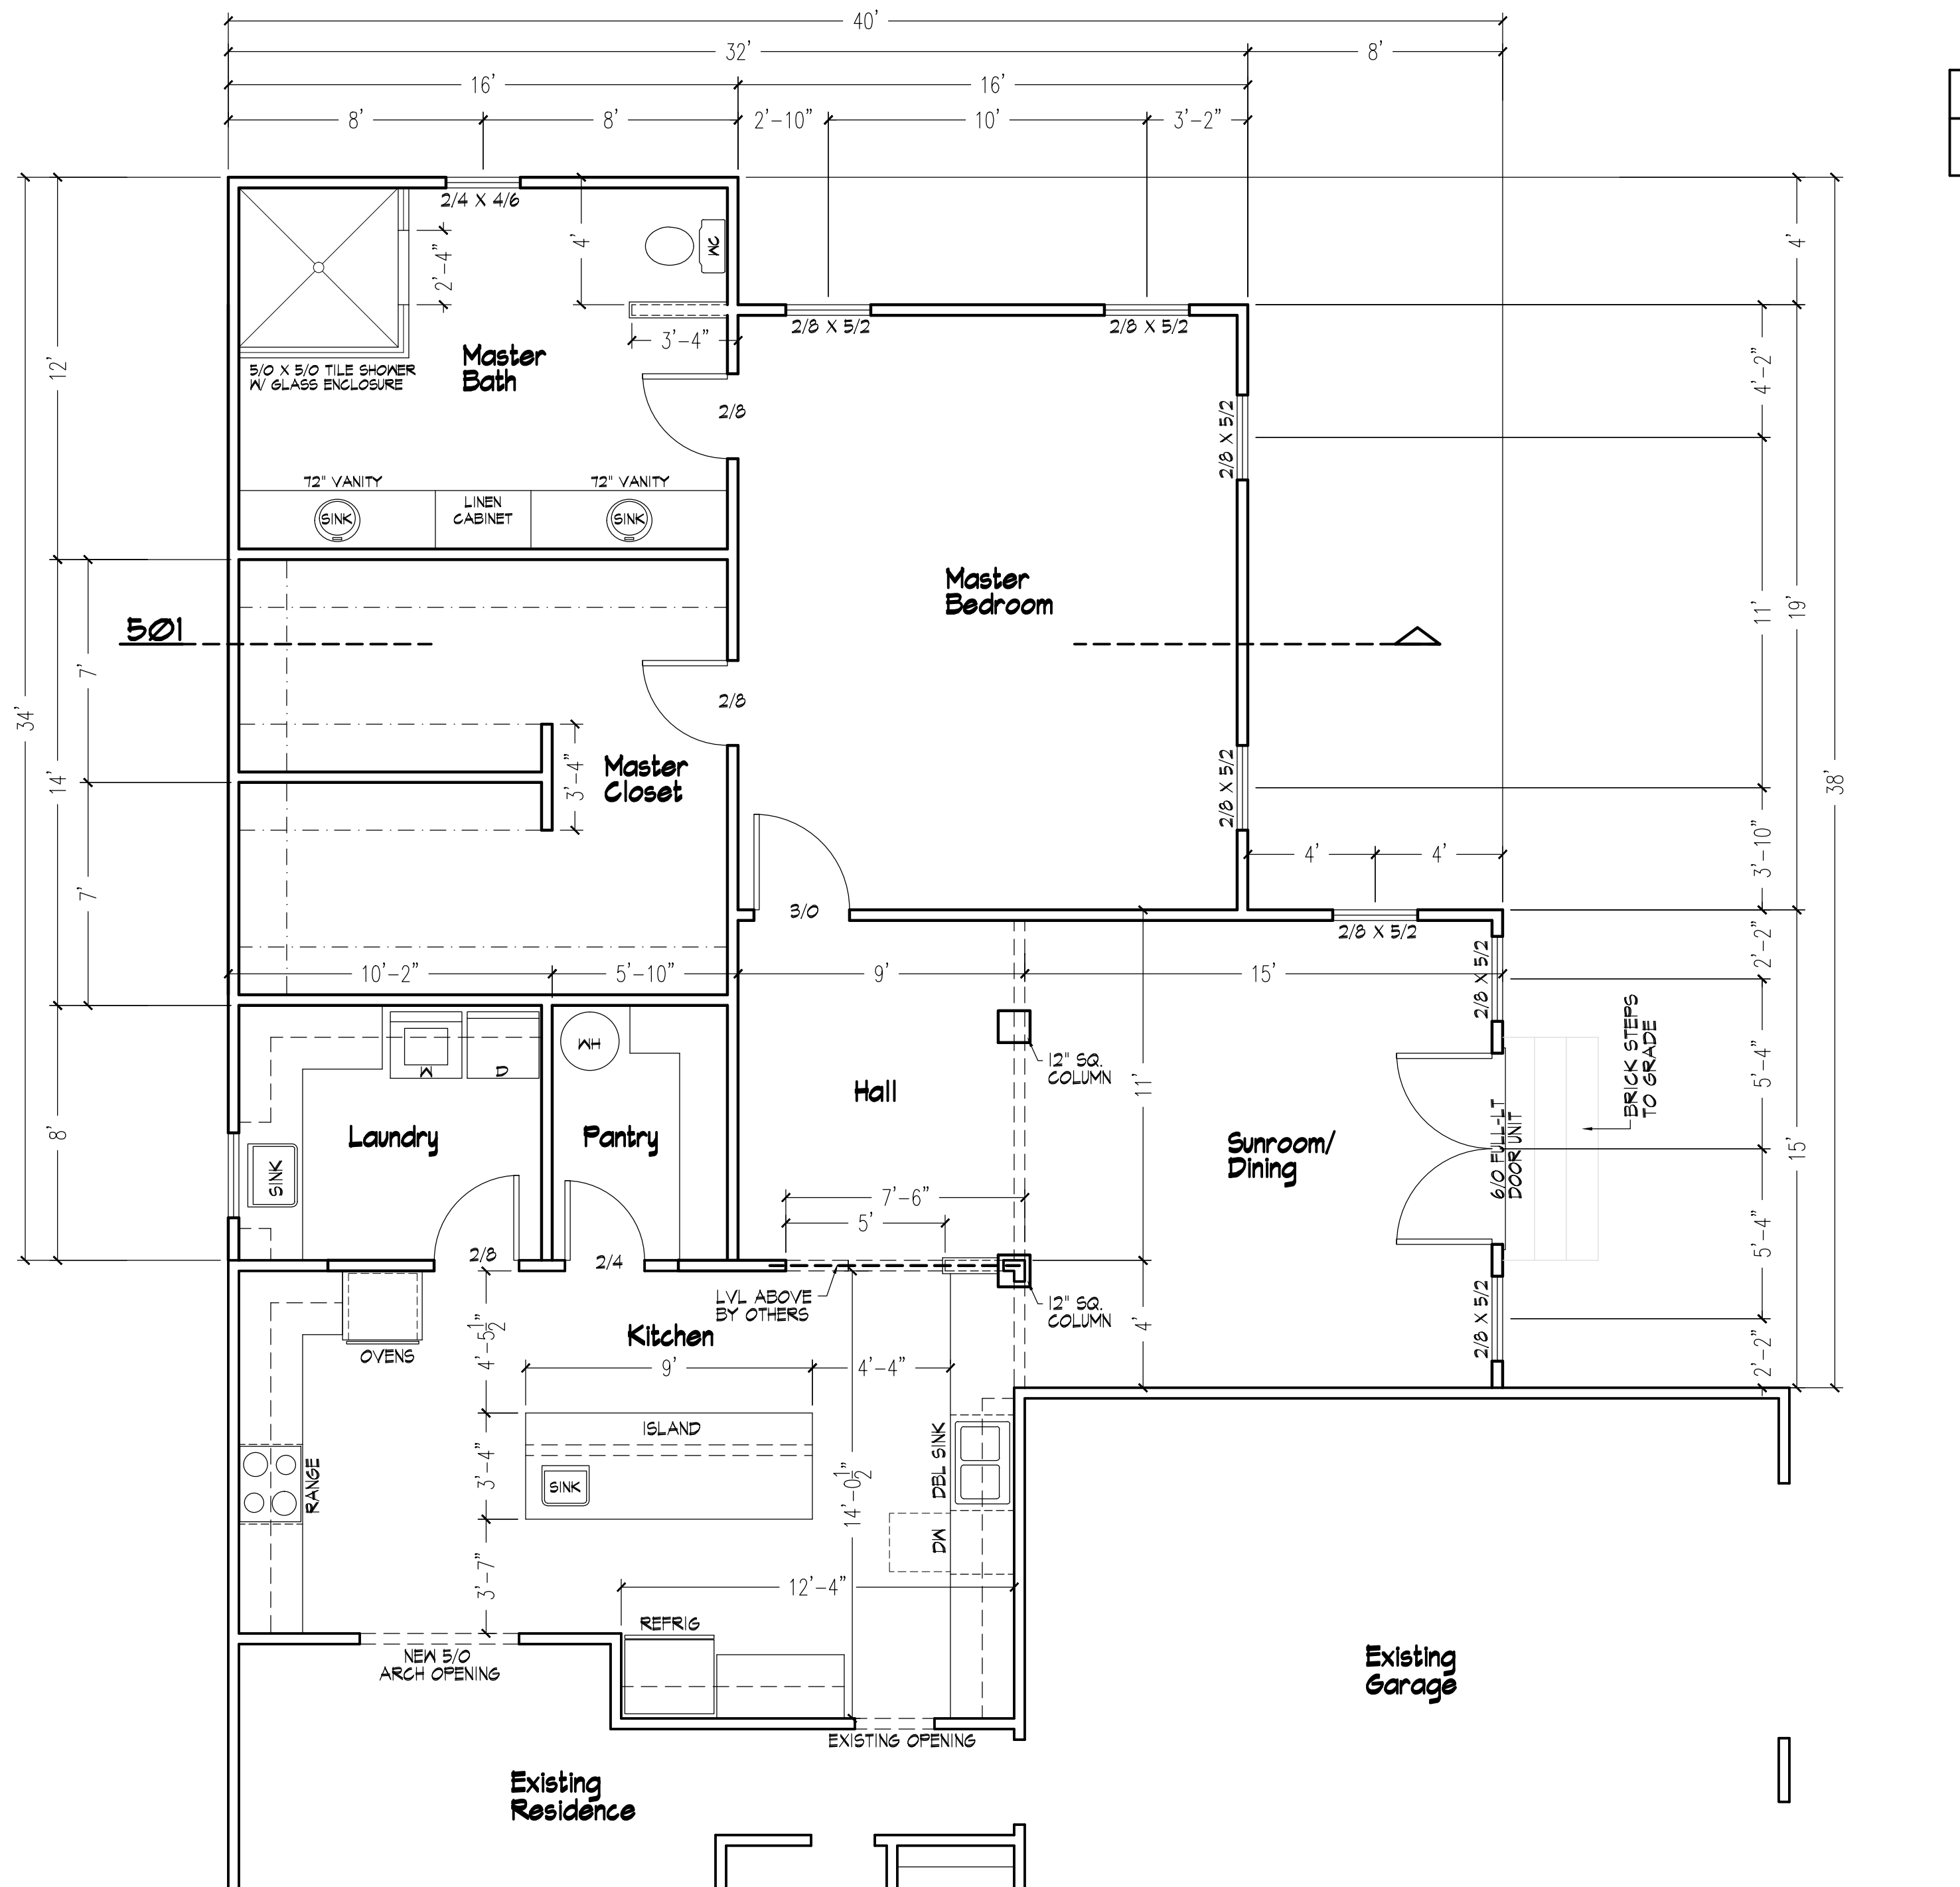 40'
32'
8'
16'
16'
8'
8'
2'-10"
10'
3'-2"
2/4 X 4/6
4'
WC
2'-4"
4'
2/8 X 5/2
2/8 X 5/2
3'-4"
Master
Bath
5/0 X 5/0 TILE SHOWER
W/ GLASS ENCLOSURE
12'
4'-2"
2/8
2/8 X 5/2
72" VANITY
72" VANITY
LINEN
CABINET
SINK
SINK
Master
Bedroom
501
11'
19'
7'
34'
14'
38'
2/8
3'-4"
Master
Closet
2/8 X 5/2
3'-10"
4'
4'
7'
3/0
2/8 X 5/2
2'-2"
2/8 X 5/2
10'-2"
5'-10"
9'
15'
WH
W
D
12" SQ.
COLUMN
BRICK STEPS
TO GRADE
5'-4"
Hall
11'
8'
Laundry
Pantry
Sunroom/
Dining
6/0 FULL-LT
DOOR UNIT
15'
SINK
7'-6"
5'
5'-4"
2/8
2/4
LVL ABOVE
BY OTHERS
12" SQ.
COLUMN
4'
2/8 X 5/2
2'-2"
4'-5 1/2"
Kitchen
OVENS
9'
4'-4"
ISLAND
3'-4"
SINK
RANGE
14'-0 1/2"
DBL SINK
DW
3'-7"
12'-4"
REFRIG
NEW 5/0
ARCH OPENING
EXISTING OPENING
Existing
Garage
Existing
Residence